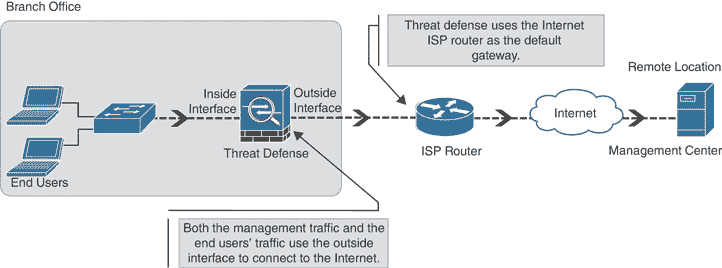 Branch Office
Threat defense uses the Internet
ISP router as the default
gateway.
Remote Location
Inside
Interface
Outside
Interface
Internet
End Users
Threat Defense
ISP Router
Management Center
Both the management traffic and the
end users' traffic use the outside
interface to connect to the Internet.